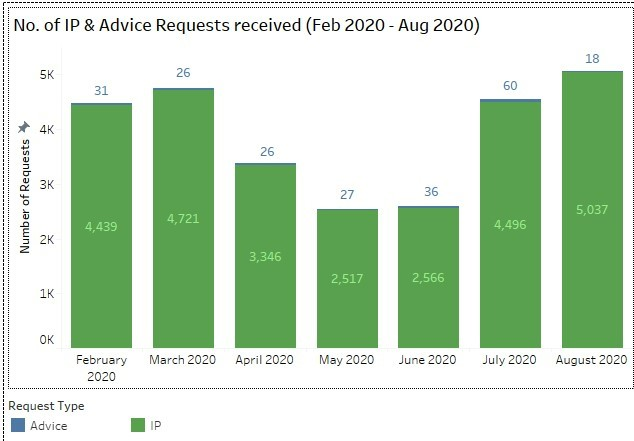 No. of IP & Advice Requests received (Feb 2020 - Aug 2020)
Number of Requests
5K
4K
3K
2K
1K
0K
31
26
26
27
36
60
18
4,439
4,721
3,346
2,517
2,566
4,496
5,037
February 2020
March 2020
April 2020
May 2020
June 2020
July 2020
August 2020
Request Type
Advice
IP